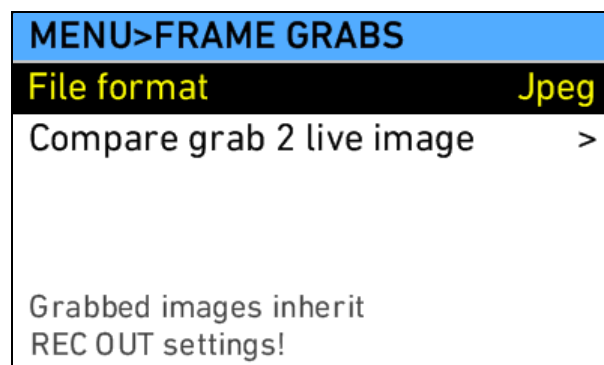 MENU>FRAME GRABS
File format Jpeg
Compare grab 2 live image >
Grabbed images inherit
REC OUT settings!